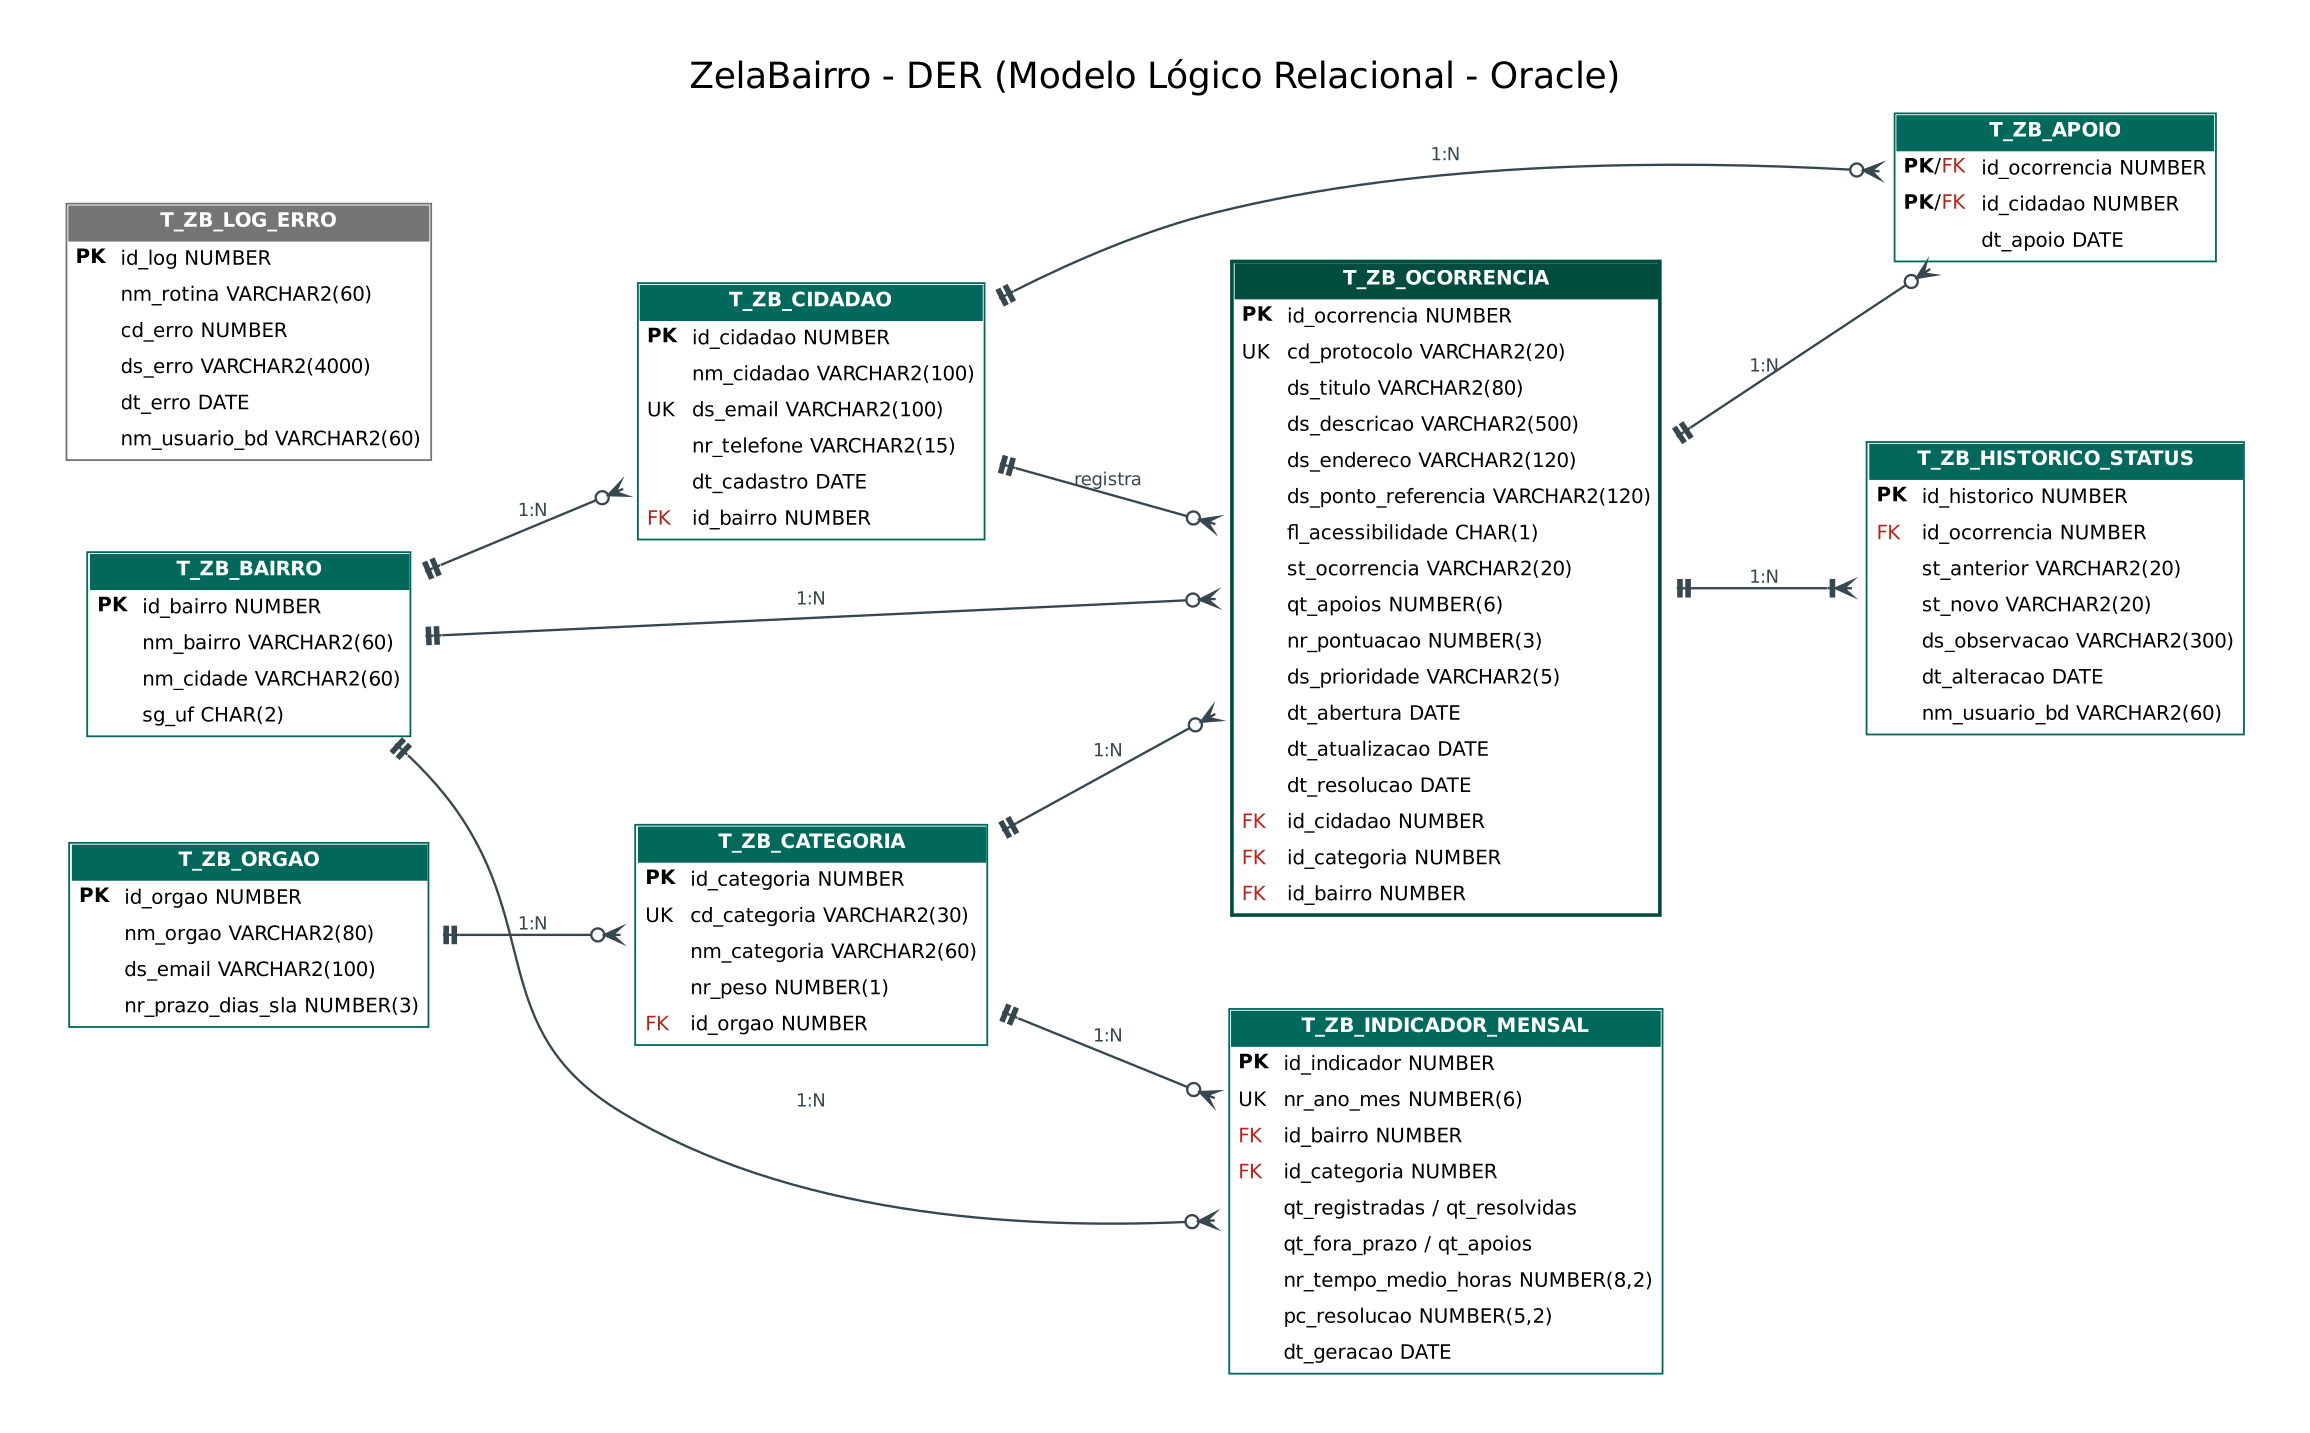 ZelaBairro - DER (Modelo Lógico Relacional - Oracle)
T_ZB_LOG_ERRO
PK id_log NUMBER
nm_rotina VARCHAR2(60)
cd_erro NUMBER
ds_erro VARCHAR2(4000)
dt_erro DATE
nm_usuario_bd VARCHAR2(60)
T_ZB_BAIRRO
PK id_bairro NUMBER
nm_bairro VARCHAR2(60)
nm_cidade VARCHAR2(60)
sg_uf CHAR(2)
T_ZB_ORGAO
PK id_orgao NUMBER
nm_orgao VARCHAR2(80)
ds_email VARCHAR2(100)
nr_prazo_dias_sla NUMBER(3)
1:N
1:N
T_ZB_CIDADAO
PK id_cidadao NUMBER
nm_cidadao VARCHAR2(100)
UK ds_email VARCHAR2(100)
nr_telefone VARCHAR2(15)
dt_cadastro DATE
FK id_bairro NUMBER
1:N
T_ZB_CATEGORIA
PK id_categoria NUMBER
UK cd_categoria VARCHAR2(30)
nm_categoria VARCHAR2(60)
nr_peso NUMBER(1)
FK id_orgao NUMBER
1:N
registra
1:N
1:N
1:N
T_ZB_OCORRENCIA
PK id_ocorrencia NUMBER
UK cd_protocolo VARCHAR2(20)
ds_titulo VARCHAR2(80)
ds_descricao VARCHAR2(500)
ds_endereco VARCHAR2(120)
ds_ponto_referencia VARCHAR2(120)
fl_acessibilidade CHAR(1)
st_ocorrencia VARCHAR2(20)
qt_apoios NUMBER(6)
nr_pontuacao NUMBER(3)
ds_prioridade VARCHAR2(5)
dt_abertura DATE
dt_atualizacao DATE
dt_resolucao DATE
FK id_cidadao NUMBER
FK id_categoria NUMBER
FK id_bairro NUMBER
T_ZB_INDICADOR_MENSAL
PK id_indicador NUMBER
UK nr_ano_mes NUMBER(6)
FK id_bairro NUMBER
FK id_categoria NUMBER
qt_registradas / qt_resolvidas
qt_fora_prazo / qt_apoios
nr_tempo_medio_horas NUMBER(8,2)
pc_resolucao NUMBER(5,2)
dt_geracao DATE
1:N
1:N
T_ZB_APOIO
PK/FK id_ocorrencia NUMBER
PK/FK id_cidadao NUMBER
dt_apoio DATE
T_ZB_HISTORICO_STATUS
PK id_historico NUMBER
FK id_ocorrencia NUMBER
st_anterior VARCHAR2(20)
st_novo VARCHAR2(20)
ds_observacao VARCHAR2(300)
dt_alteracao DATE
nm_usuario_bd VARCHAR2(60)